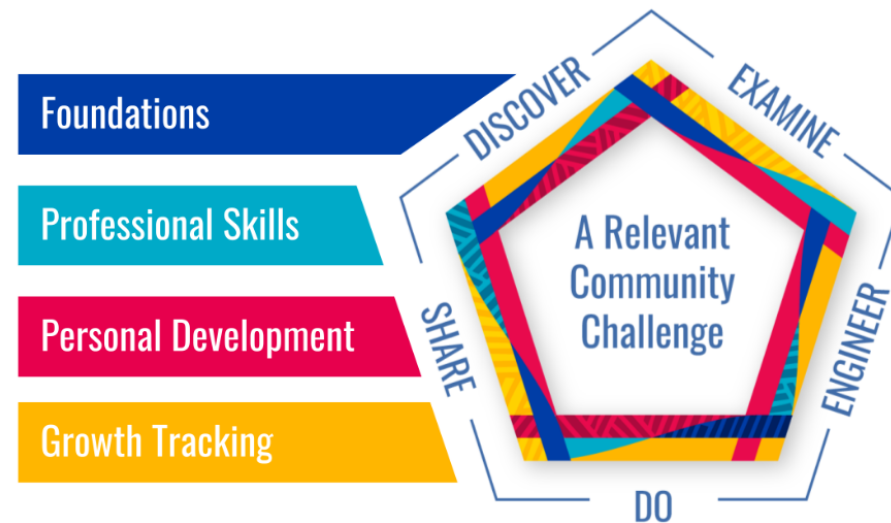 Foundations
Professional Skills
Personal Development
Growth Tracking
DISCOVER
EXAMINE
ENGINEER
DO
SHARE
A Relevant
Community
Challenge